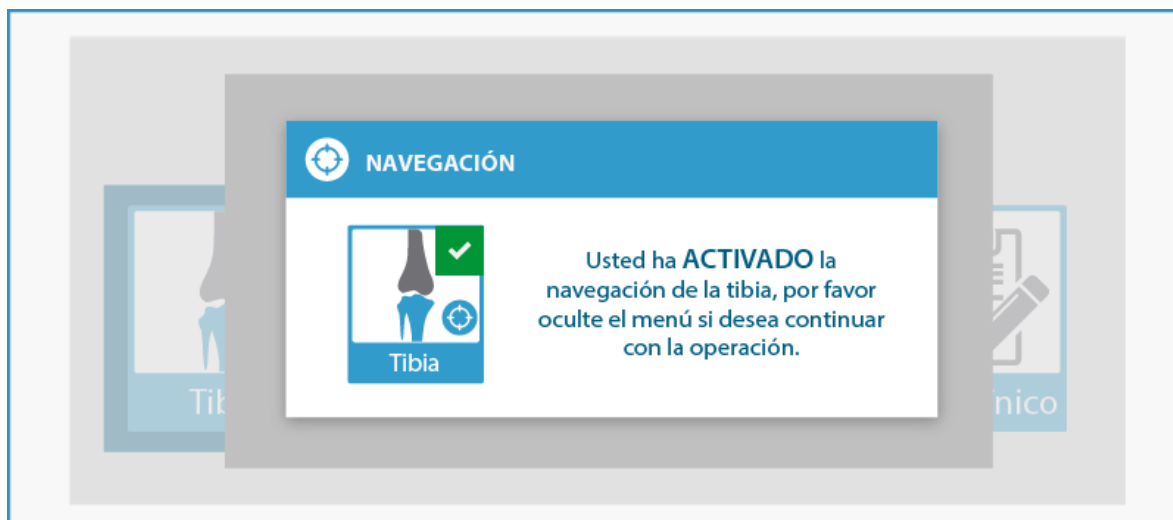 NAVEGACIÓN
Usted ha ACTIVADO la
navegación de la tibia, por favor
oculte el menú si desea continuar
con la operación.
Tibia